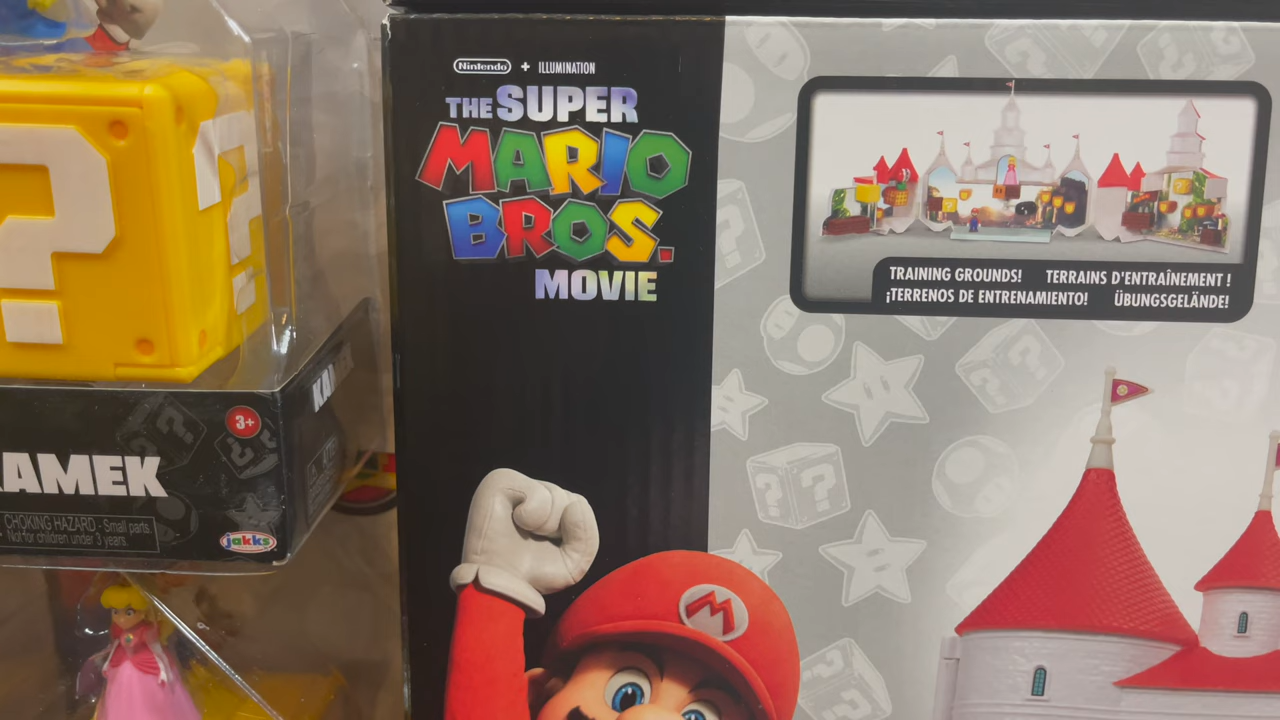 Nintendo + ILLUMINATION
THE SUPER
MARIO
BROS.
MOVIE
TRAINING GROUNDS! TERRAINS D'ENTRAÎNEMENT !
¡TERRENOS DE ENTRENAMIENTO! ÜBUNGSGELÄNDE!
3+
AMEK
CHOKING HAZARD - Small parts.
Not for children under 3 years.
jakks
M